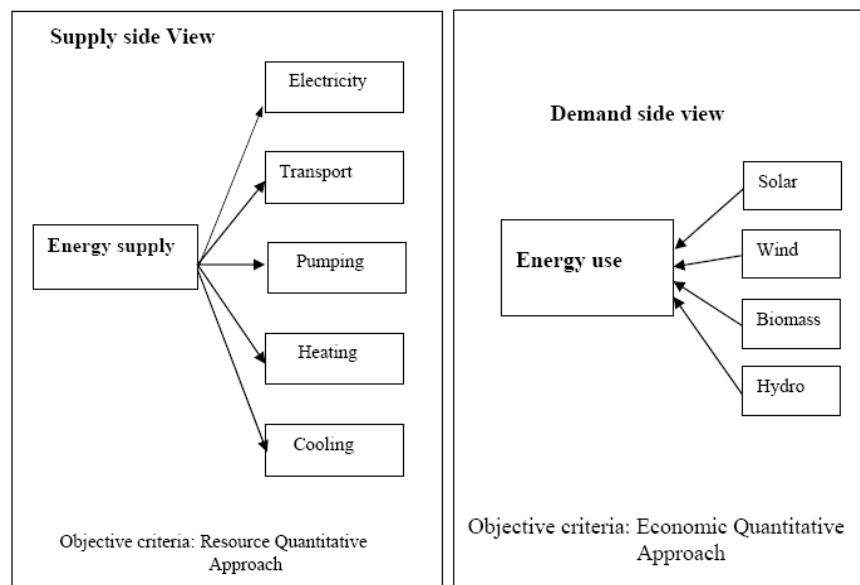 Supply side View
Electricity
Transport
Energy supply
Pumping
Heating
Cooling
Objective criteria: Resource Quantitative
Approach
Demand side view
Solar
Energy use
Wind
Biomass
Hydro
Objective criteria: Economic Quantitative
Approach